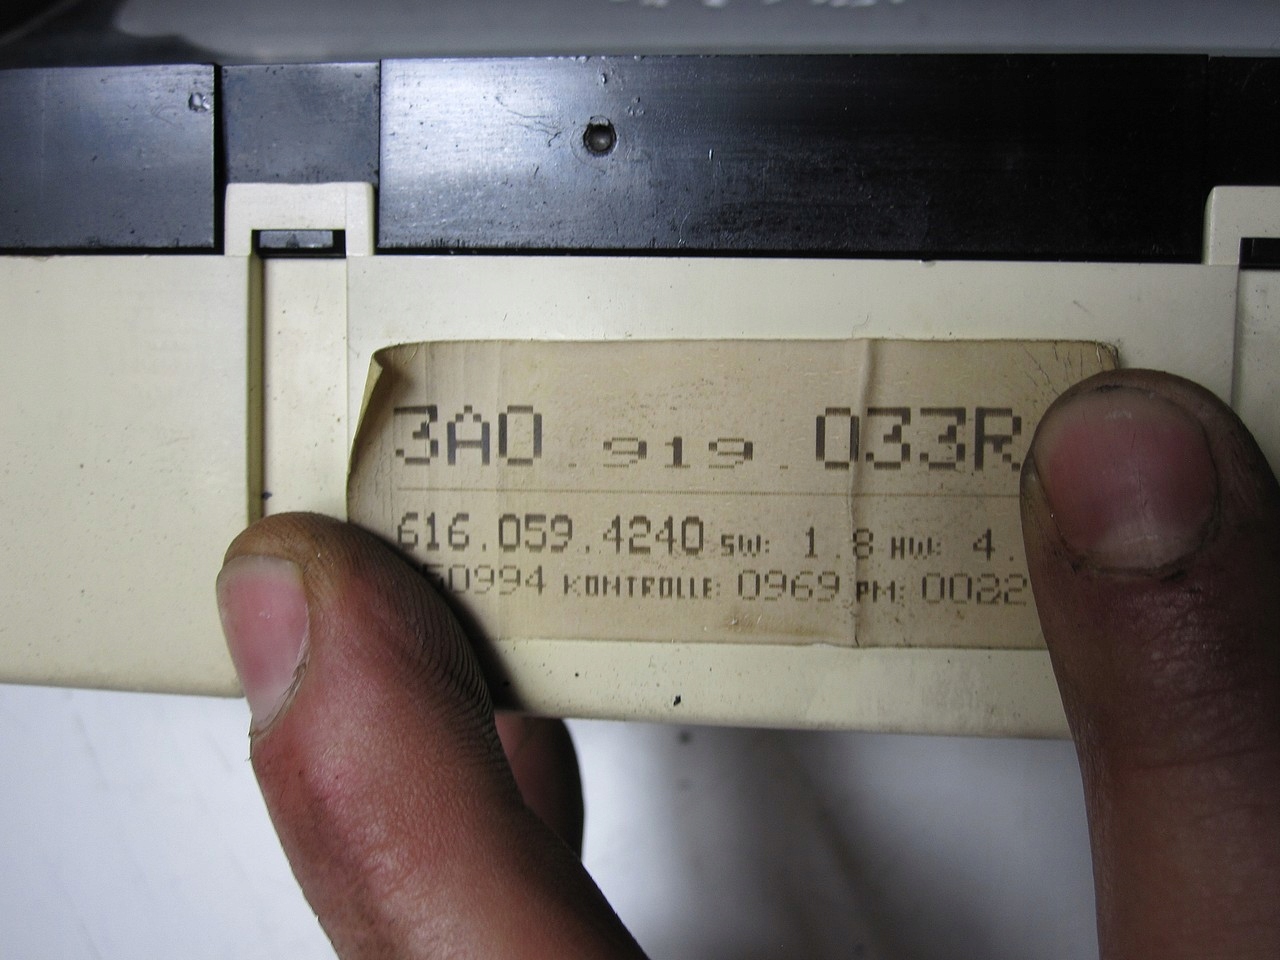 3A0.919.033R
616.059.4240 SW: 1.8 HW: 4.
50994 KONTROLLE: 0969 PM: 0022